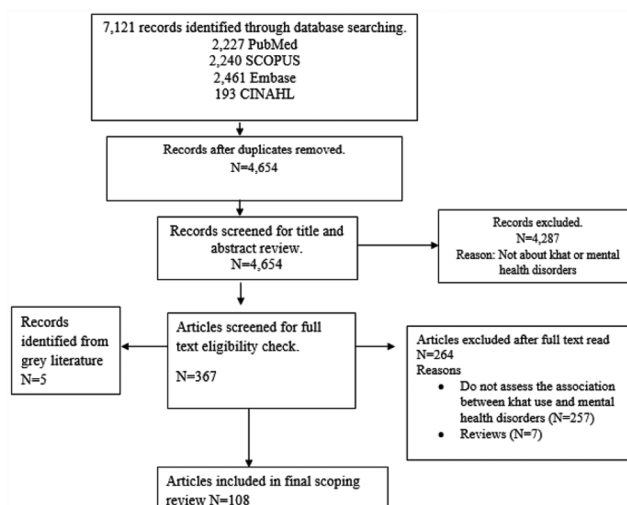 7,121 records identified through database searching.
2,227 PubMed
2,240 SCOPUS
2,461 Embase
193 CINAHL
Records after duplicates removed.
N=4,654
Records screened for title and
abstract review.
N=4,654
Records excluded.
N=4,287
Reason: Not about khat or mental
health disorders
Records
identified from
grey literature
N=5
Articles screened for full
text eligibility check.
N=367
Articles excluded after full text read
N=264
Reasons
• Do not assess the association
between khat use and mental
health disorders (N=257)
• Reviews (N=7)
Articles included in final scoping
review N=108